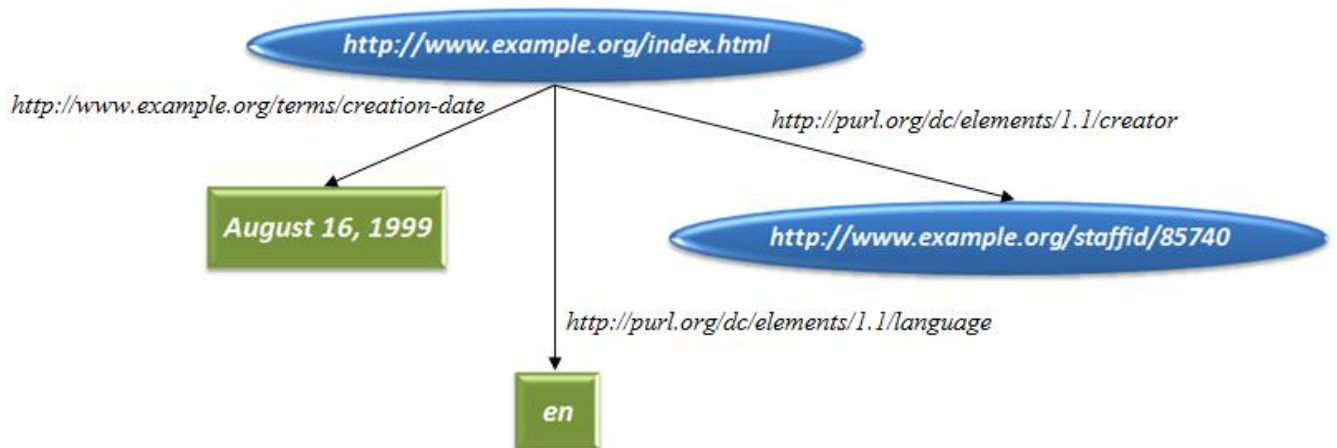 http://www.example.org/index.html
http://www.example.org/terms/creation-date
http://purl.org/dc/elements/1.1/creator
August 16, 1999
http://www.example.org/staffid/85740
http://purl.org/dc/elements/1.1/language
en